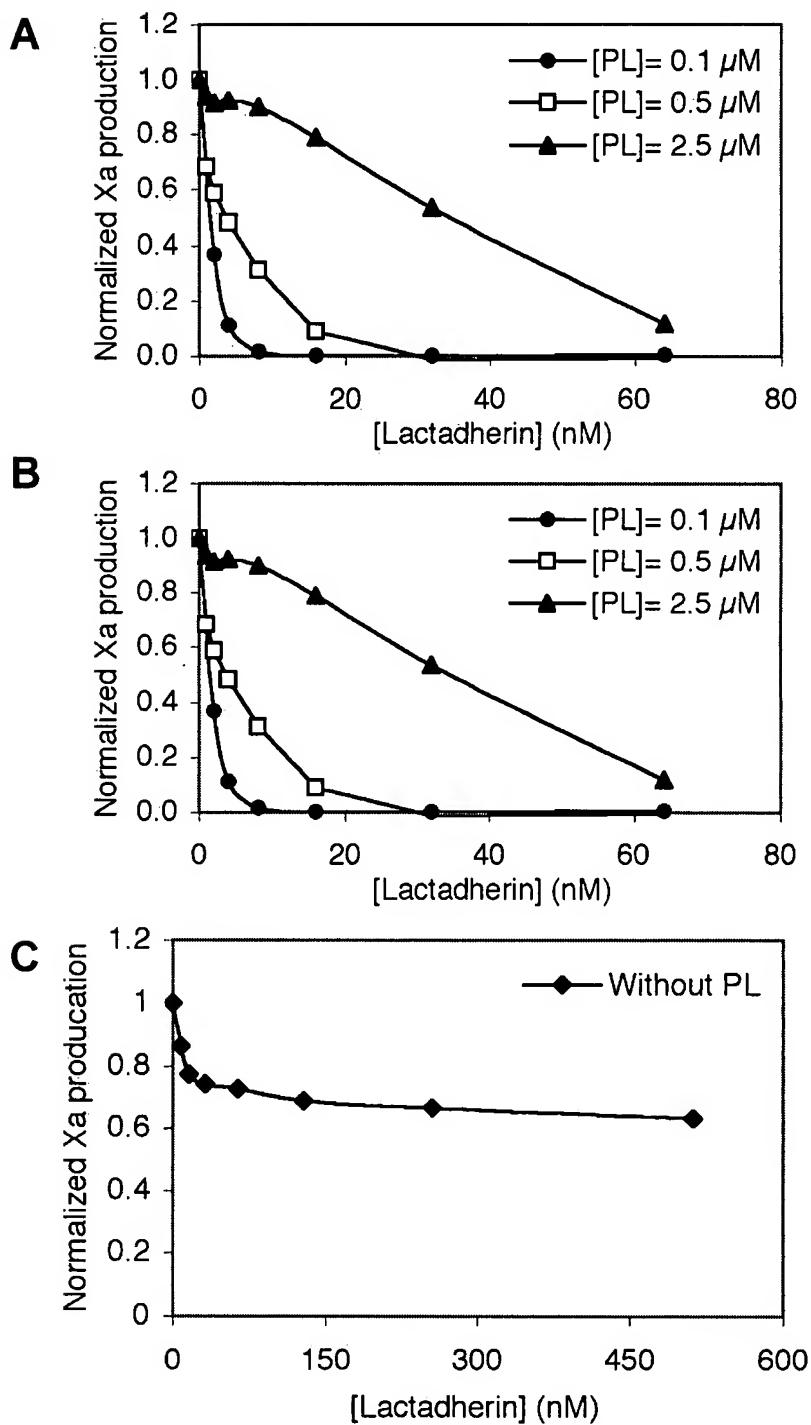 A
Normalized Xa production
1.2
1.0
0.8
0.6
0.4
0.2
0.0
[PL]= 0.1 µM
[PL]= 0.5 µM
[PL]= 2.5 µM
0 20 40 60 80
[Lactadherin] (nM)
B
Normalized Xa production
1.2
1.0
0.8
0.6
0.4
0.2
0.0
[PL]= 0.1 µM
[PL]= 0.5 µM
[PL]= 2.5 µM
0 20 40 60 80
[Lactadherin] (nM)
C
Normalized Xa producation
1.2
1
0.8
0.6
0.4
0.2
0
Without PL
0 150 300 450 600
[Lactadherin] (nM)